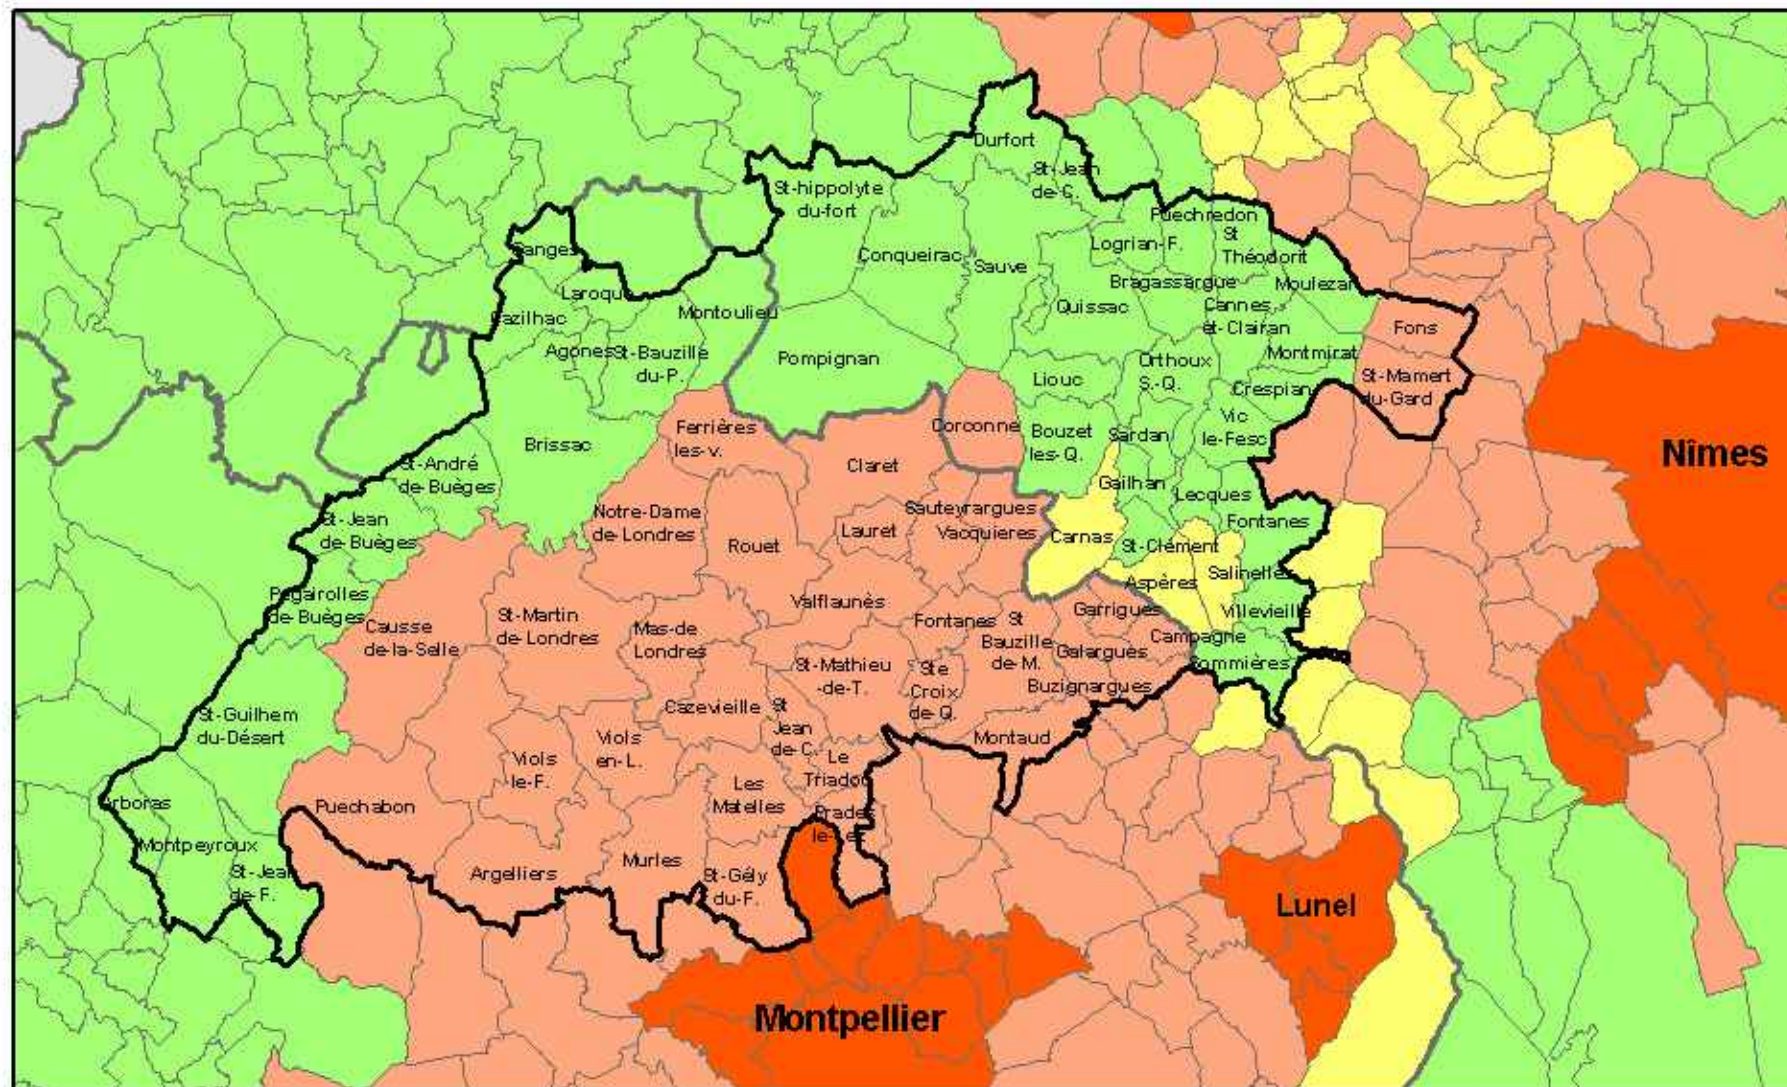 Durfort
St-Jean
de-C.
St-hippolyte
du-fort
Puechredon
Logrian-F.
St
Théodorit
Ganges
Conqueirac
Sauve
Bragassargue
Moulezan
Laroque
Cazilhac
Montoulieu
Quissac
Cannes
et-Clairan
Fons
Agones
St-Bauzille
du-P.
Pompignan
Orthoux
S.-Q.
Montmirat
Liouc
Crespian
St-Mamert
du-Gard
Brissac
Ferrières
les-v.
Corconne
Bouzet
les-Q.
Sardan
Vic
le-Fesc
Nîmes
St-André
de-Buèges
Claret
Gailhan
Lecques
St-Jean
de-Buèges
Notre-Dame
de-Londres
Rouet
Lauret
Sauteyrargues
Vacquieres
Carnas
St-Clément
Fontanes
Aspères
Salinelles
Pégairolles
de-Buèges
Causse
de-la-Selle
St-Martin
de-Londres
Mas-de
Londres
Valflaunès
Fontanes
St
Bauzille
de-M.
Garrigues
Villevieille
Campagne
Galargues
Sommières
St-Mathieu
-de-T.
Ste
Croix
de-Q.
Buzignargues
St-Guilhem
du-Désert
Cazevieille
St
Jean
de-C.
Montaud
Viols
le-F.
Viols
en-L.
Le
Triadou
Les
Matelles
Arboras
Puechabon
Prades
le-Lez
Montpeyroux
St-Jean
de-F.
Argelliers
Murles
St-Gély
du-F.
Lunel
Montpellier